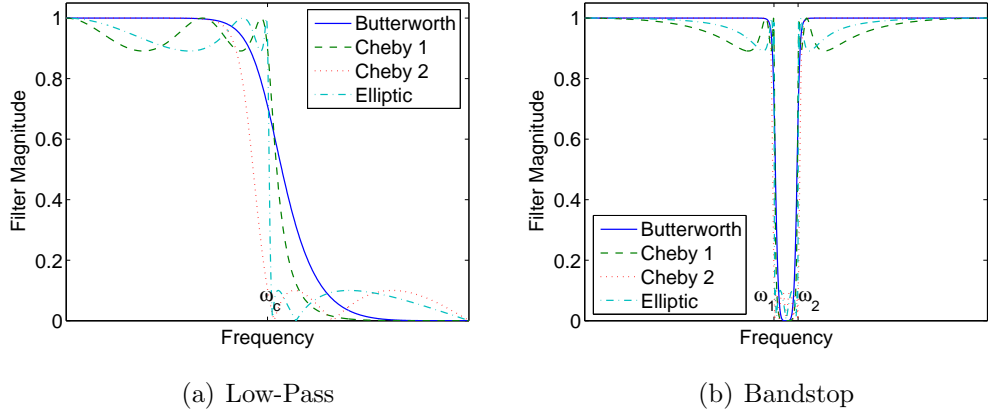 1
0.8
0.6
0.4
0.2
0
Filter Magnitude
Butterworth
Cheby 1
Cheby 2
Elliptic
ω_c
Frequency
(a) Low-Pass
1
0.8
0.6
0.4
0.2
0
Filter Magnitude
Butterworth
Cheby 1
Cheby 2
Elliptic
ω_1 ω_2
Frequency
(b) Bandstop